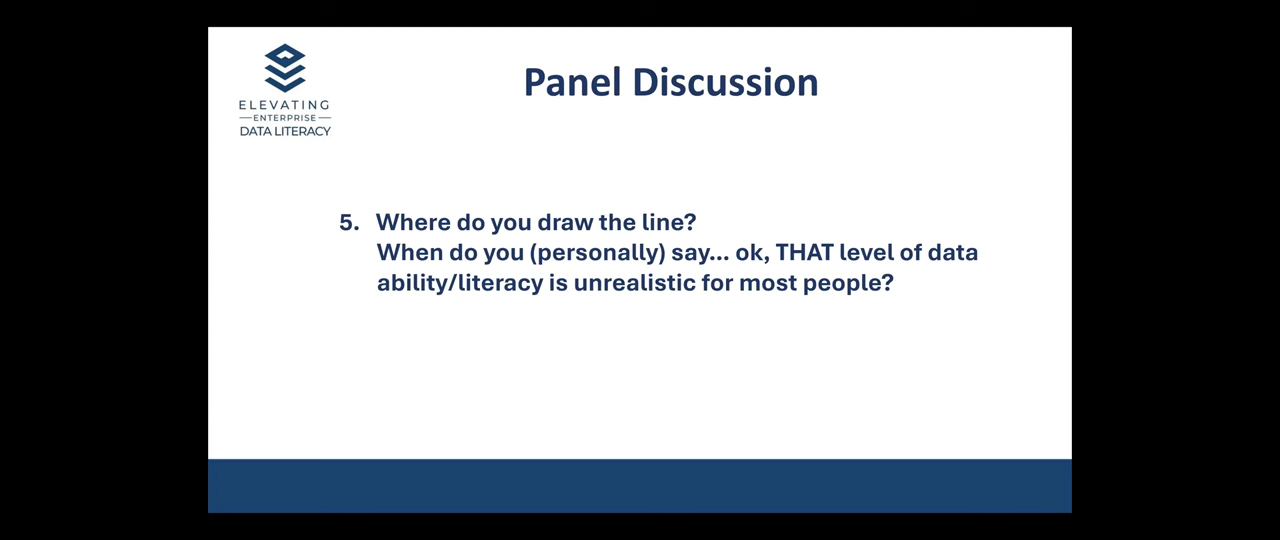 ELEVATING
ENTERPRISE
DATA LITERACY
Panel Discussion
5. Where do you draw the line?
When do you (personally) say... ok, THAT level of data
ability/literacy is unrealistic for most people?